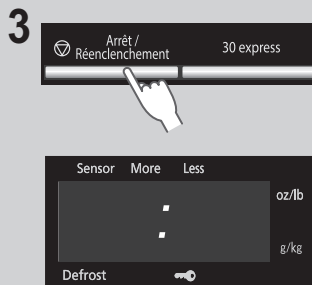 3
Arrêt /
Réenclenchement
30 express
Sensor More Less
:
oz/lb
g/kg
Defrost